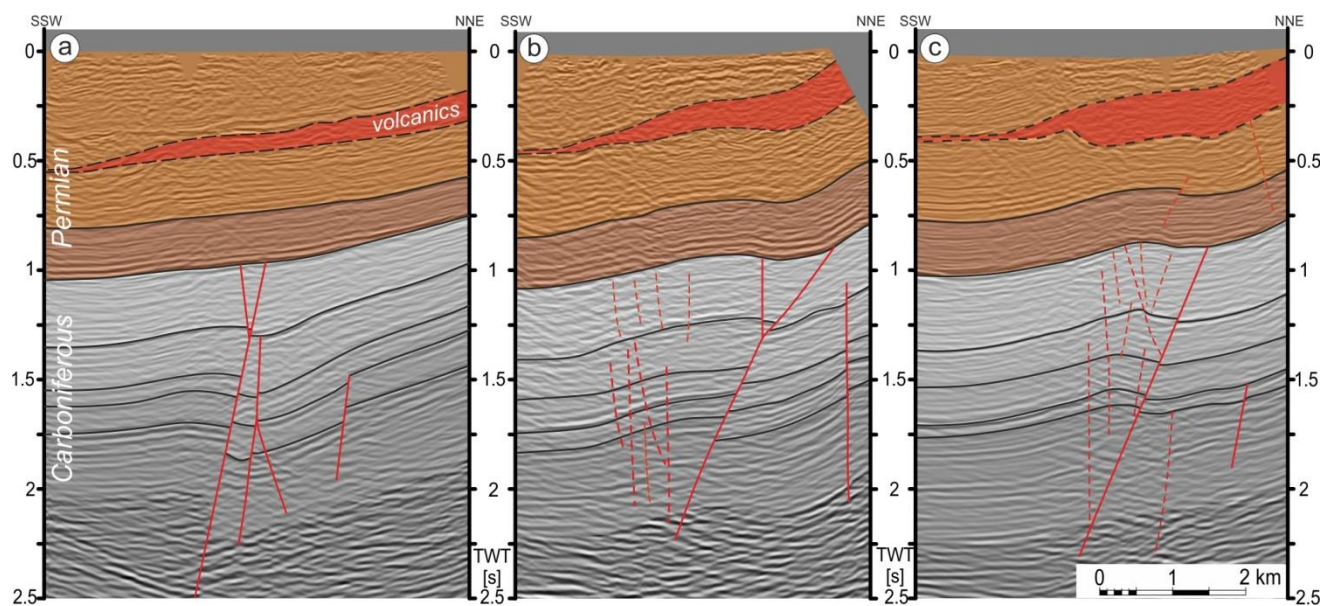 SSW NNE SSW NNE SSW NNE
a b c
0 0 0
volcanics
0.5 0.5 0.5
Permian
1 1 1
Carboniferous
1.5 1.5 1.5
2 2 2
TWT TWT
[s] [s]
0 1 2 km
2.5 2.5 2.5 2.5